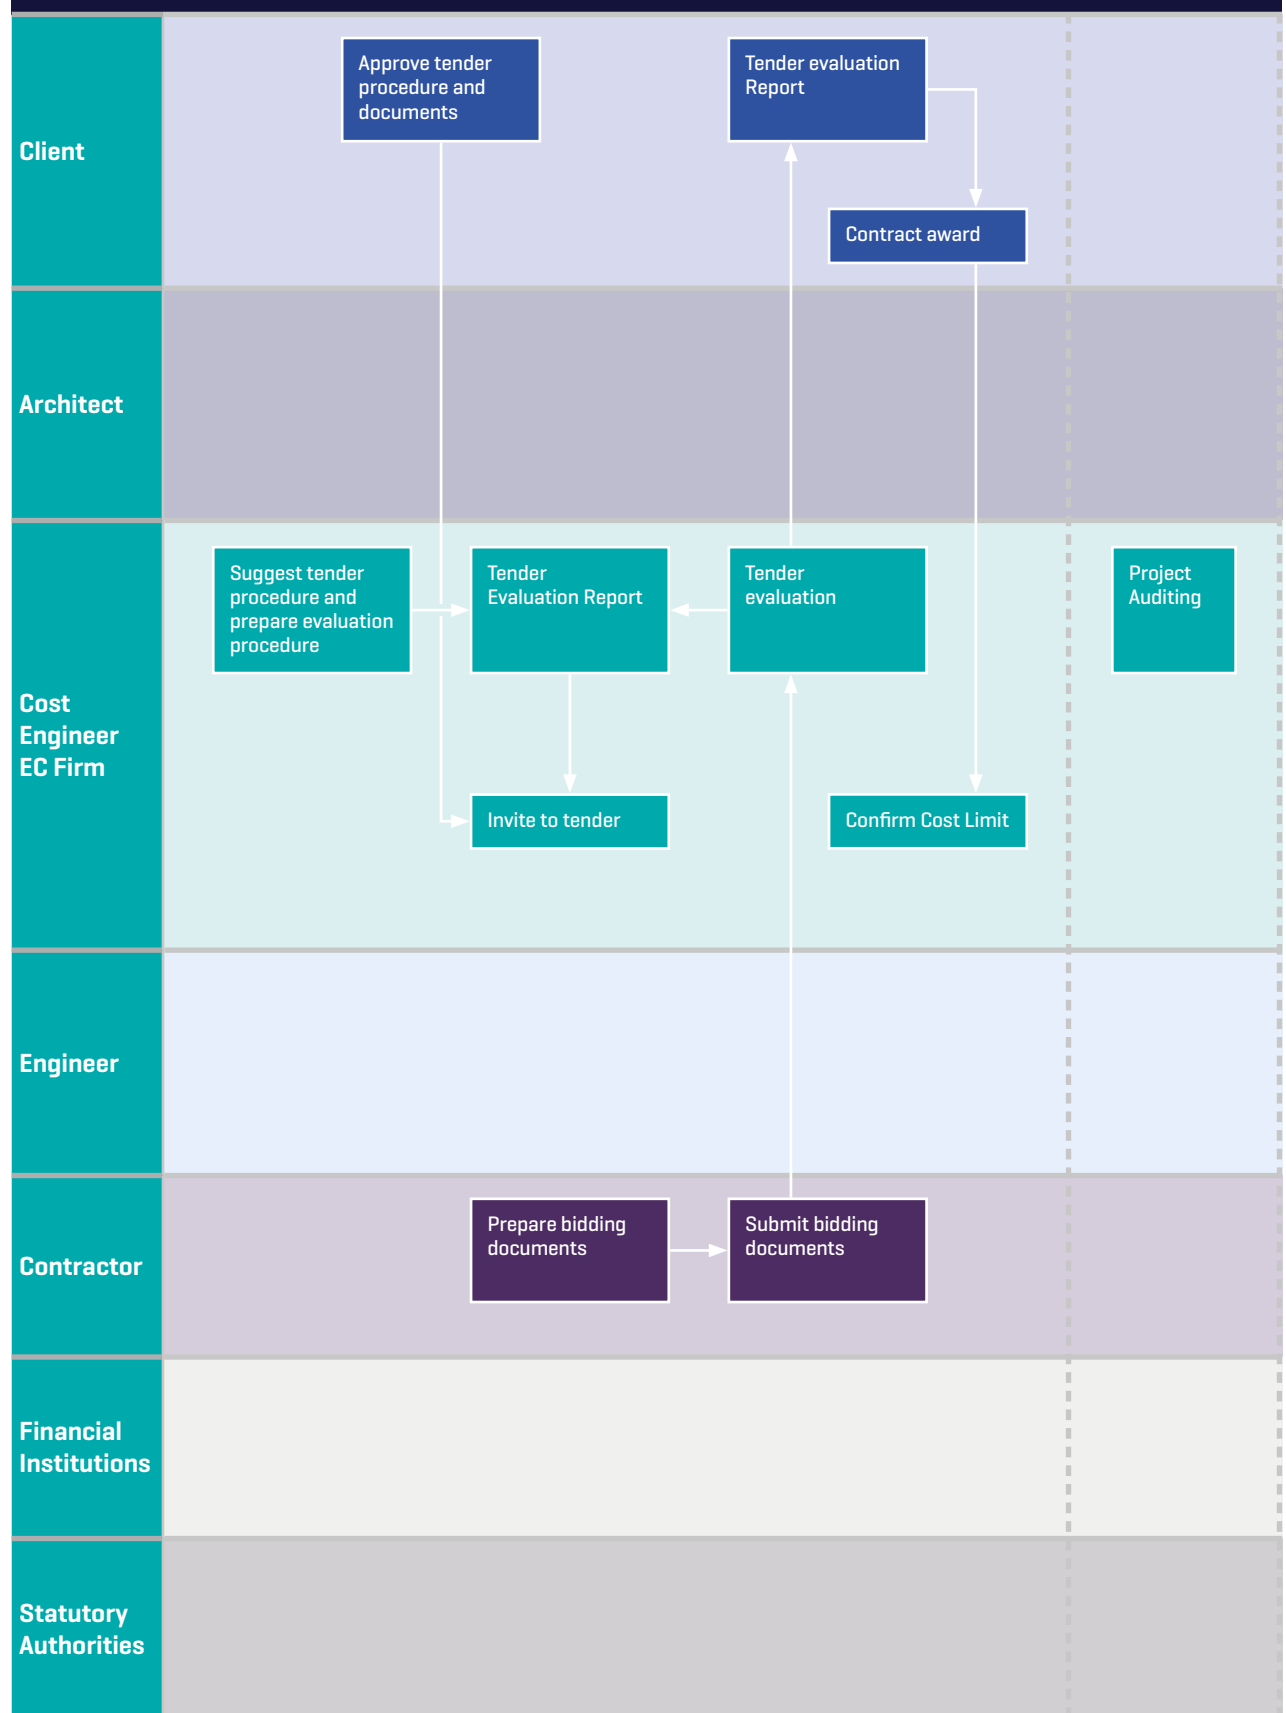 Client
Approve tender
procedure and
documents
Tender evaluation
Report
Contract award
Architect
Cost
Engineer
EC Firm
Suggest tender
procedure and
prepare evaluation
procedure
Tender
Evaluation Report
Tender
evaluation
Project
Auditing
Invite to tender
Confirm Cost Limit
Engineer
Contractor
Prepare bidding
documents
Submit bidding
documents
Financial
Institutions
Statutory
Authorities